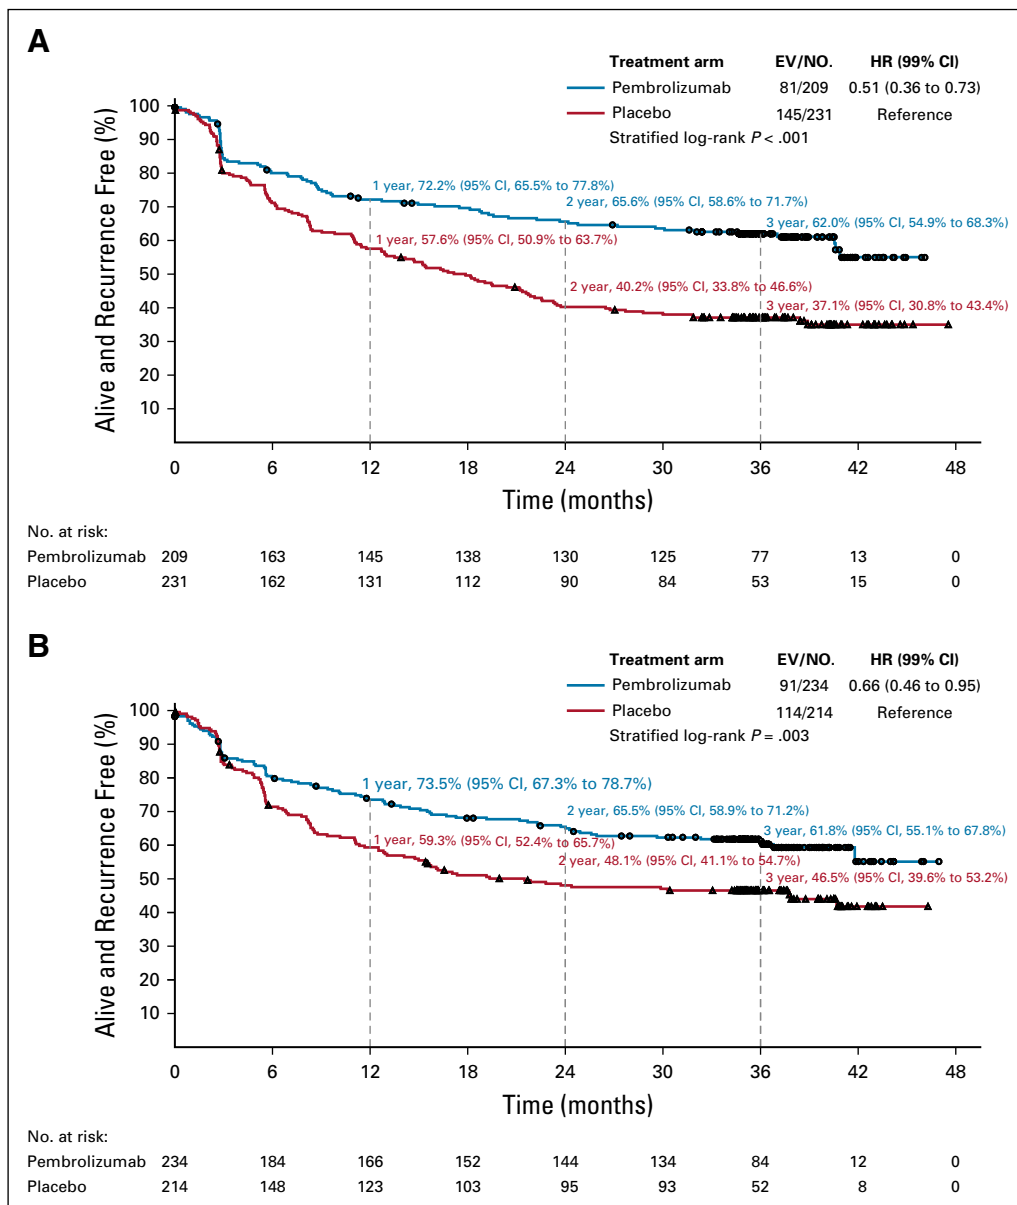 A
Treatment arm EV/NO. HR (99% CI)
Pembrolizumab 81/209 0.51 (0.36 to 0.73)
Placebo 145/231 Reference
Stratified log-rank P < .001
Alive and Recurrence Free (%)
100
90
80
70
60
50
40
30
20
10
1 year, 72.2% (95% CI, 65.5% to 77.8%)
2 year, 65.6% (95% CI, 58.6% to 71.7%)
3 year, 62.0% (95% CI, 54.9% to 68.3%)
1 year, 57.6% (95% CI, 50.9% to 63.7%)
2 year, 40.2% (95% CI, 33.8% to 46.6%)
3 year, 37.1% (95% CI, 30.8% to 43.4%)
0 6 12 18 24 30 36 42 48
Time (months)
No. at risk:
Pembrolizumab 209 163 145 138 130 125 77 13 0
Placebo 231 162 131 112 90 84 53 15 0
B
Treatment arm EV/NO. HR (99% CI)
Pembrolizumab 91/234 0.66 (0.46 to 0.95)
Placebo 114/214 Reference
Stratified log-rank P = .003
Alive and Recurrence Free (%)
100
90
80
70
60
50
40
30
20
10
1 year, 73.5% (95% CI, 67.3% to 78.7%)
2 year, 65.5% (95% CI, 58.9% to 71.2%)
3 year, 61.8% (95% CI, 55.1% to 67.8%)
1 year, 59.3% (95% CI, 52.4% to 65.7%)
2 year, 48.1% (95% CI, 41.1% to 54.7%)
3 year, 46.5% (95% CI, 39.6% to 53.2%)
0 6 12 18 24 30 36 42 48
Time (months)
No. at risk:
Pembrolizumab 234 184 166 152 144 134 84 12 0
Placebo 214 148 123 103 95 93 52 8 0